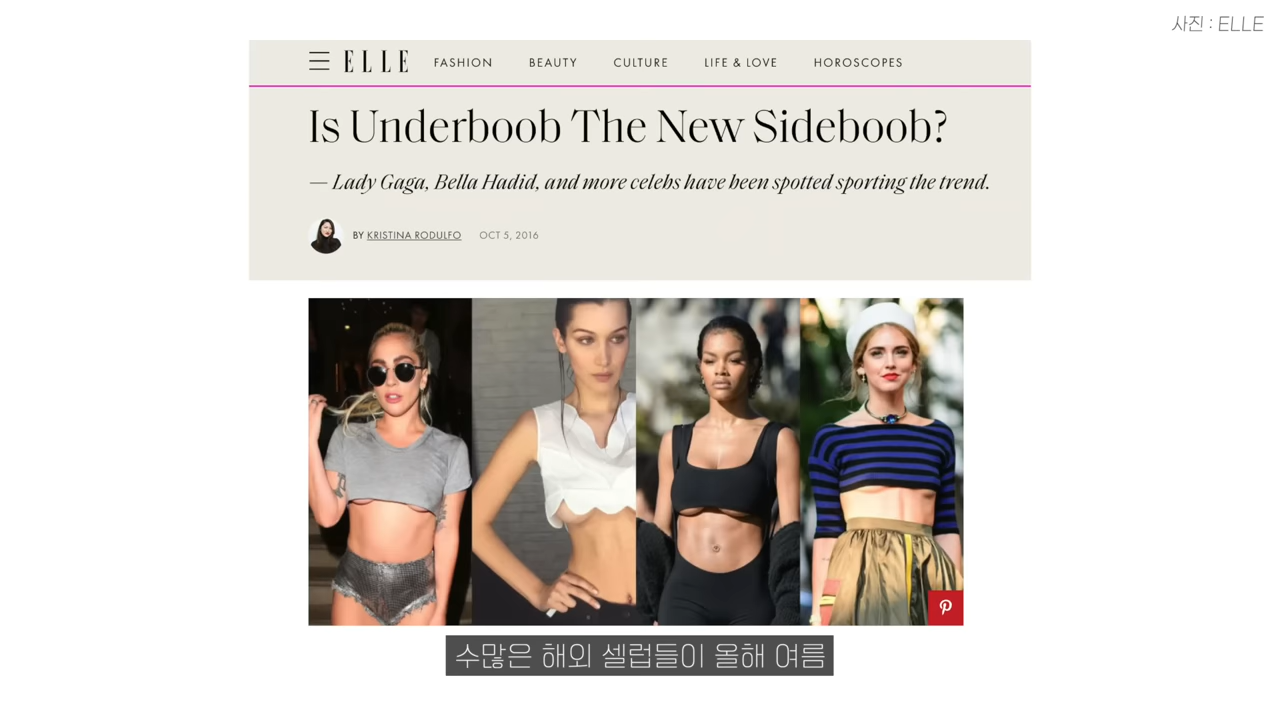 사진 : ELLE
ELLE FASHION BEAUTY CULTURE LIFE & LOVE HOROSCOPES
Is Underboob The New Sideboob?
— Lady Gaga, Bella Hadid, and more celebs have been spotted sporting the trend.
BY KRISTINA RODULFO OCT 5, 2016
수많은 해외 셀럽들이 올해 여름